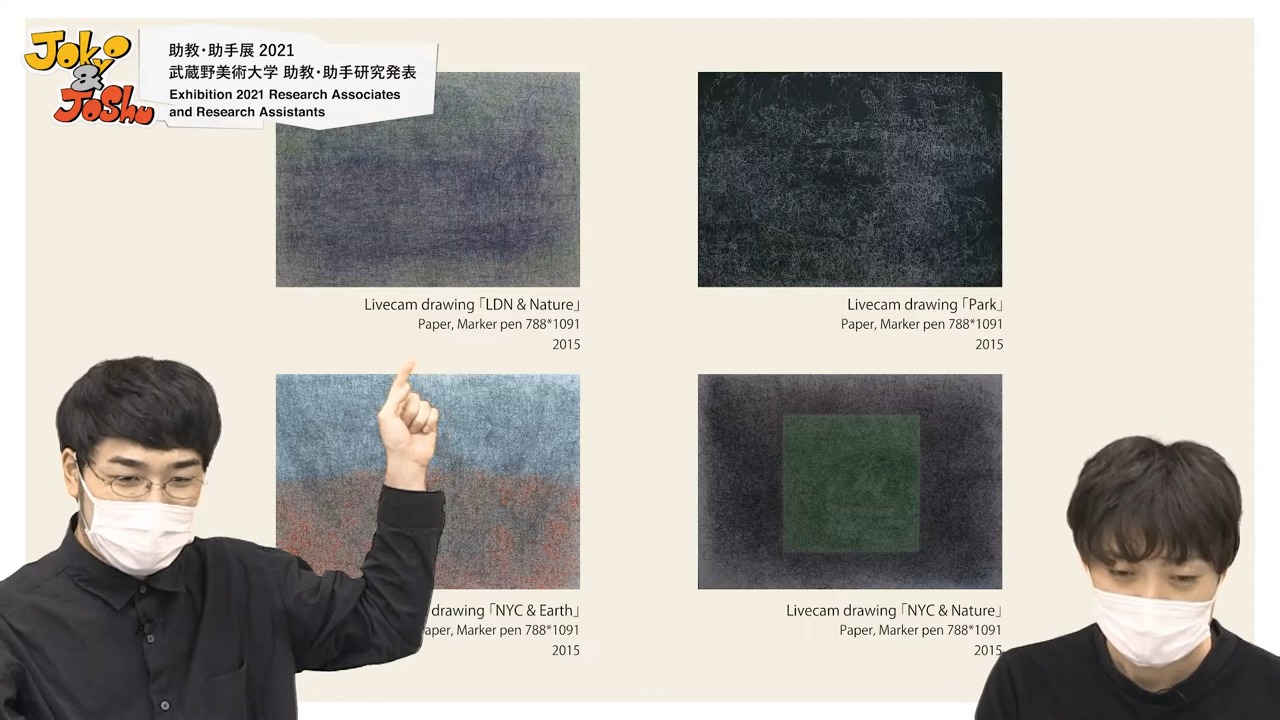 Jokyo
&
JoShu
助教・助手展 2021
武蔵野美術大学 助教・助手研究発表
Exhibition 2021 Research Associates
and Research Assistants
Livecam drawing「LDN & Nature」
Paper, Marker pen 788*1091
2015
Livecam drawing「Park」
Paper, Marker pen 788*1091
2015
drawing「NYC & Earth」
aper, Marker pen 788*1091
2015
Livecam drawing「NYC & Nature」
Paper, Marker pen 788*1091
2015